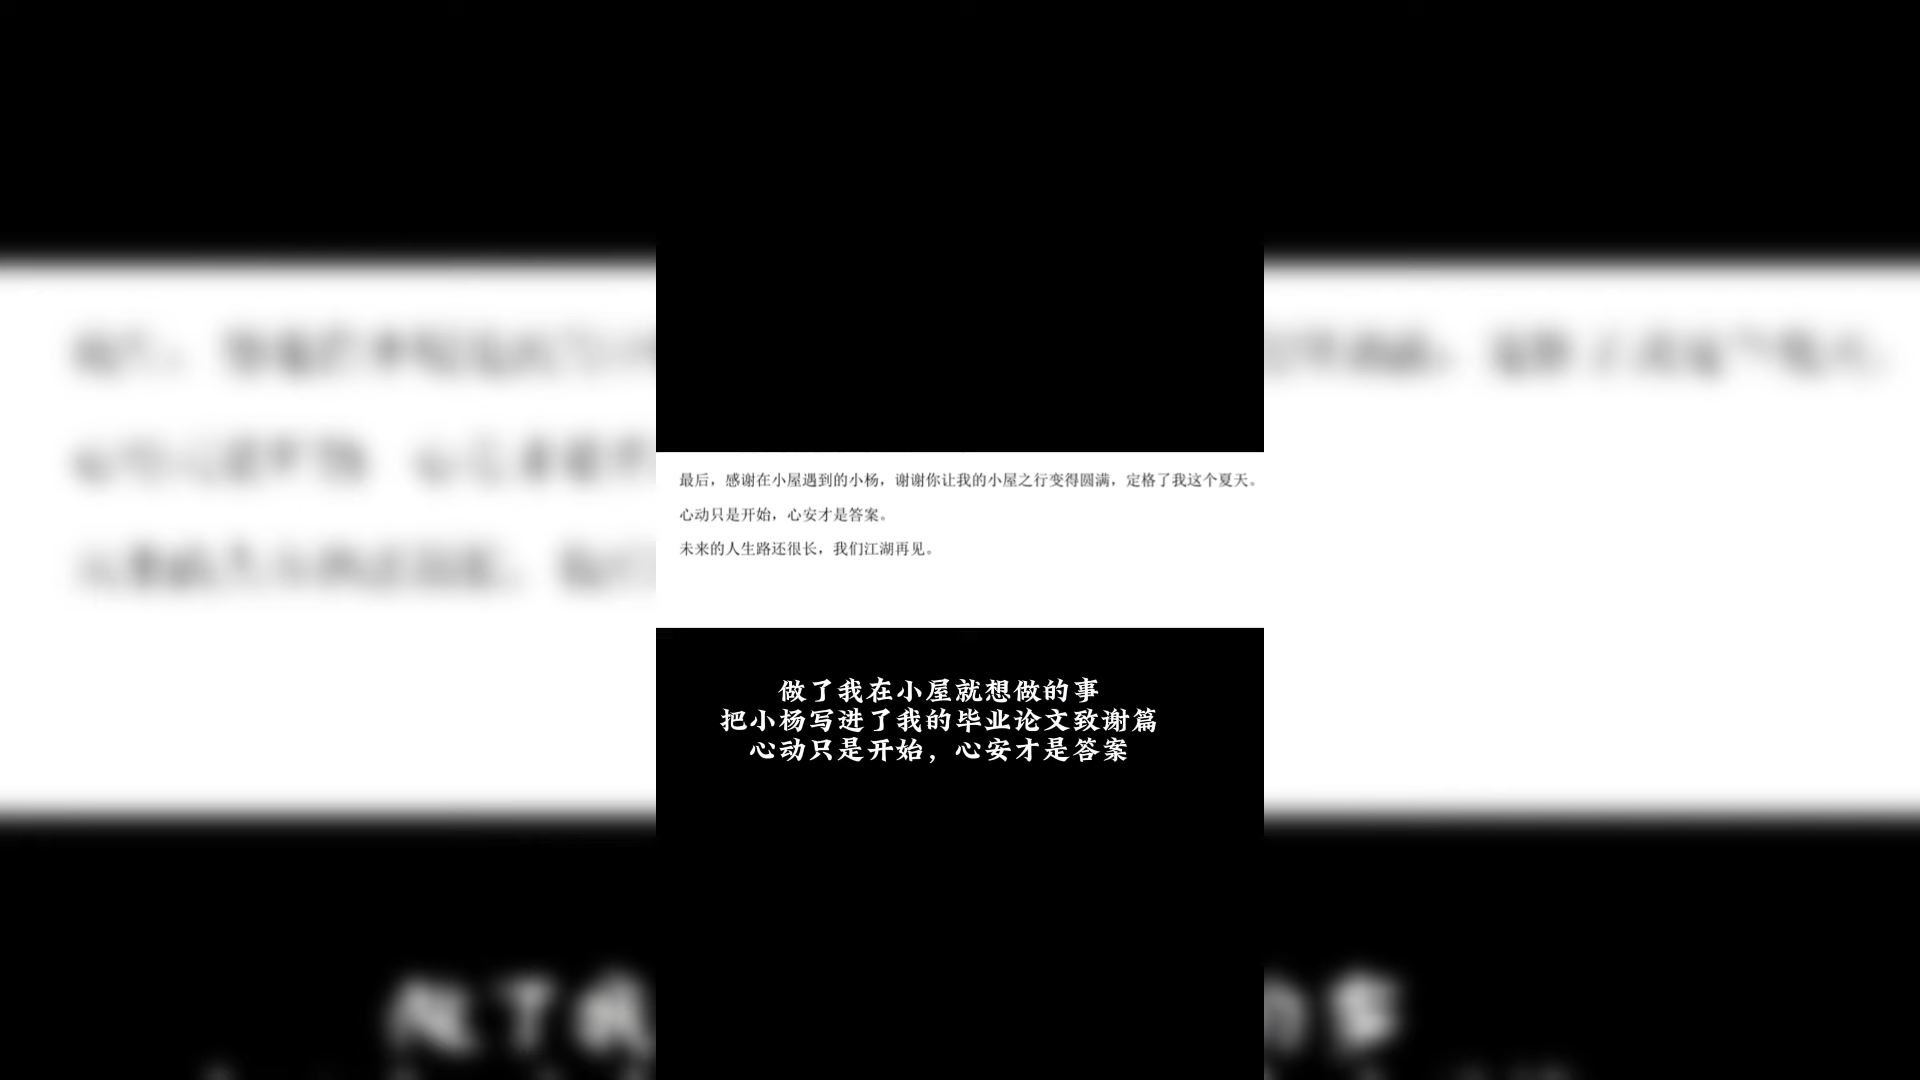 最后，感谢在小屋遇到的小杨，谢谢你让我的小屋之行变得圆满，定格了我这个夏天。
心动只是开始，心安才是答案。
未来的人生路还很长，我们江湖再见。
做了我在小屋就想做的事
把小杨写进了我的毕业论文致谢篇
心动只是开始，心安才是答案